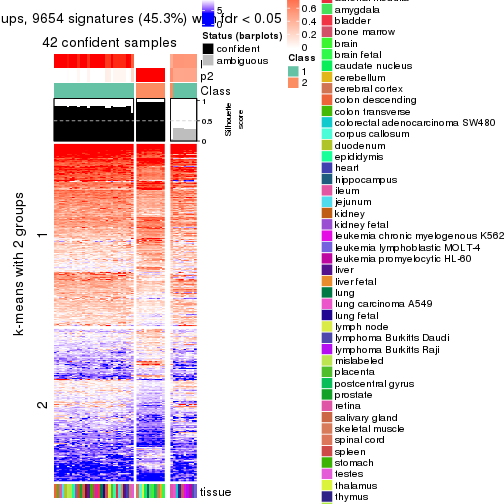 ups, 9654 signatures (45.3%) w fdr < 0.05
42 confident samples
p2
Class
1
0.5
0
Silhouette
score
k-means with 2 groups
1
2
tissue
5
0
Status (barplots)
confident
ambiguous
0.6
0.4
0.2
0
Class
1
2
amygdala
bladder
bone marrow
brain
brain fetal
caudate nucleus
cerebellum
cerebral cortex
colon descending
colon transverse
colorectal adenocarcinoma SW480
corpus callosum
duodenum
epididymis
heart
hippocampus
ileum
jejunum
kidney
kidney fetal
leukemia chronic myelogenous K562
leukemia lymphoblastic MOLT-4
leukemia promyelocytic HL-60
liver
liver fetal
lung
lung carcinoma A549
lung fetal
lymph node
lymphoma Burkitts Daudi
lymphoma Burkitts Raji
mislabeled
placenta
postcentral gyrus
prostate
retina
salivary gland
skeletal muscle
spinal cord
spleen
stomach
testes
thalamus
thymus